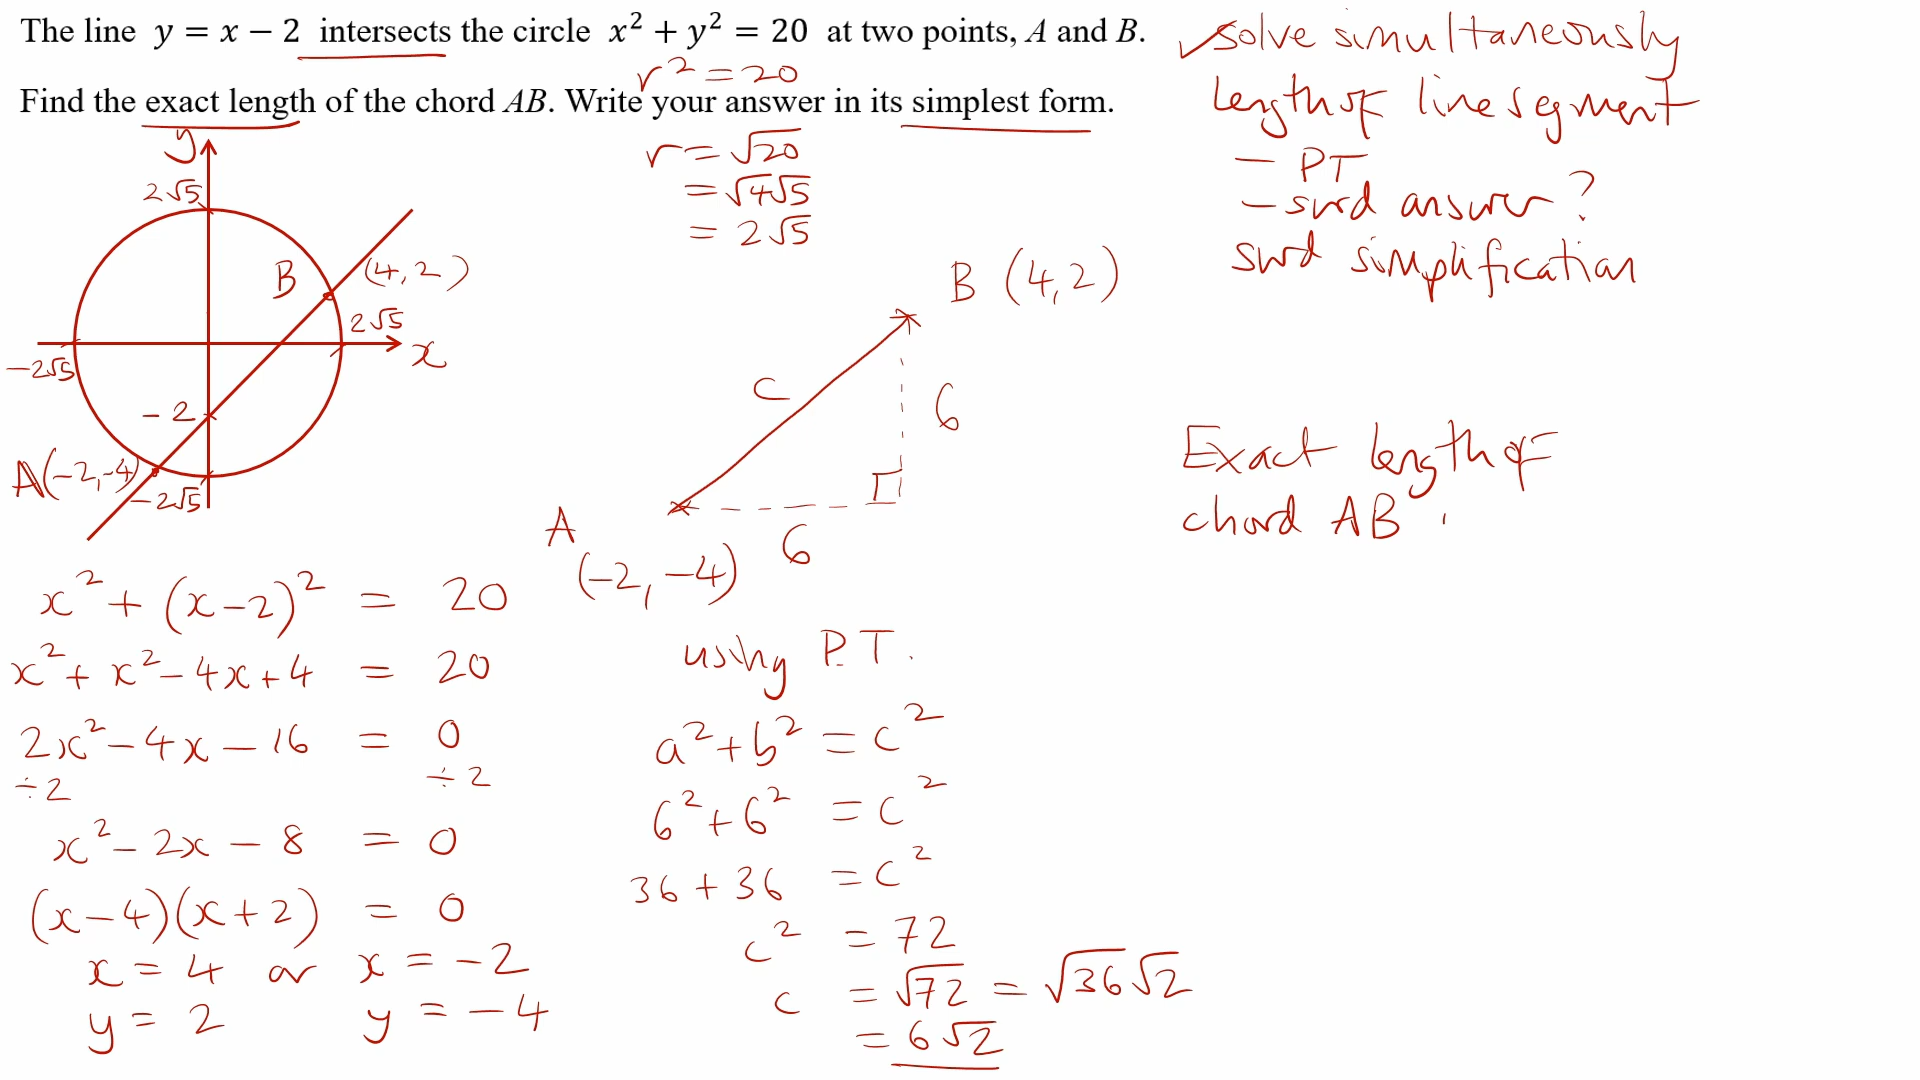 The line y = x − 2 intersects the circle x² + y² = 20 at two points, A and B.
r² = 20
Find the exact length of the chord AB. Write your answer in its simplest form.
r = √20
= √4√5
= 2√5
y
2√5
B
(4, 2)
2√5
x
−2√5
−2
A(−2,−4)
−2√5
x² + (x−2)² = 20
x² + x² − 4x + 4 = 20
2x² − 4x − 16 = 0
÷2 ÷2
x² − 2x − 8 = 0
(x−4)(x+2) = 0
x = 4 or x = −2
y = 2 y = −4
B (4, 2)
c
6
A
6
(−2, −4)
using P.T.
a² + b² = c²
6² + 6² = c²
36 + 36 = c²
c² = 72
c = √72 = √36√2
= 6√2
✓solve simultaneously
length of line segment
− PT
− surd answer?
surd simplification
Exact length of
chord AB .